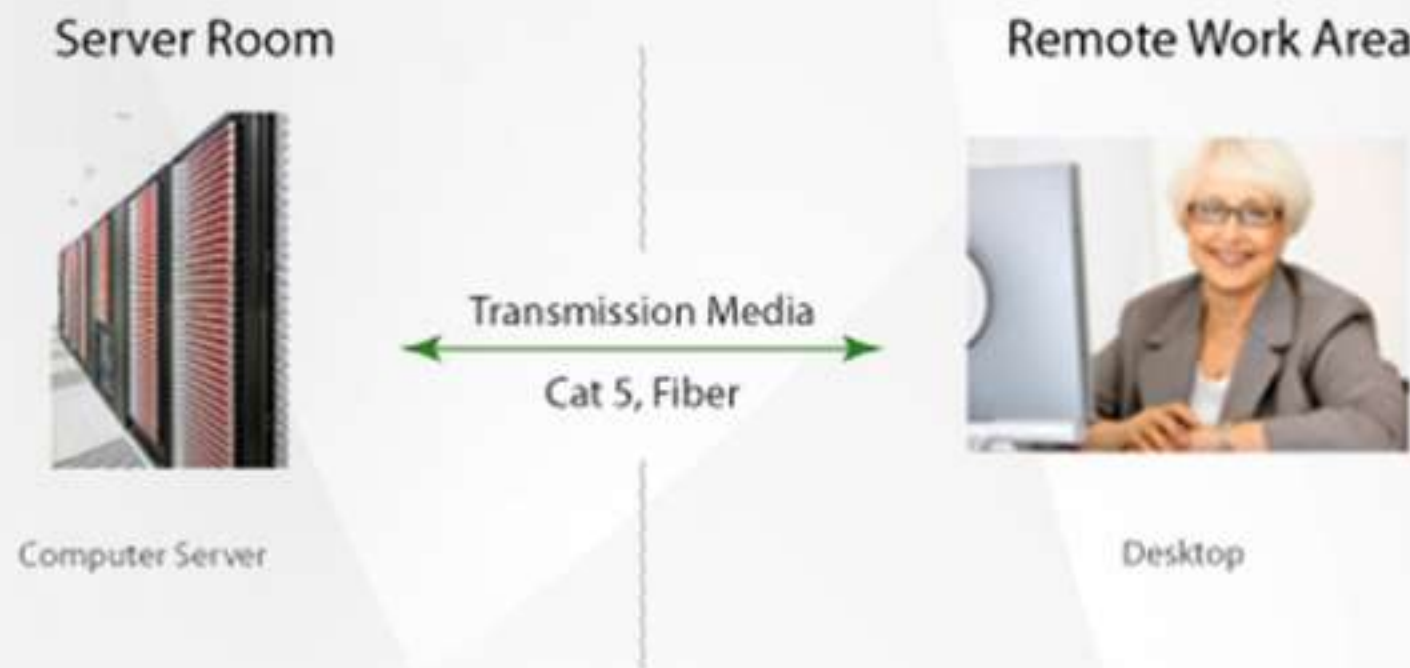 Server Room
Remote Work Area
Transmission Media
Cat 5, Fiber
Computer Server
Desktop